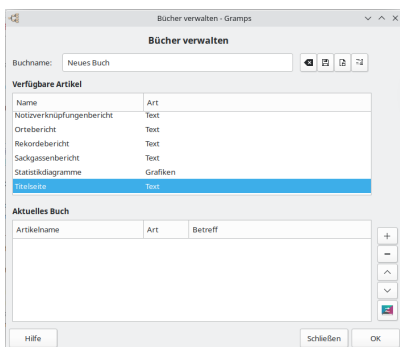 Bücher verwalten - Gramps
Bücher verwalten
Buchname: Neues Buch
Verfügbare Artikel
Name Art
Notizverknüpfungenbericht Text
Ortebericht Text
Rekordebericht Text
Sackgassenbericht Text
Statistikdiagramme Grafiken
Titelseite Text
Aktuelles Buch
Artikelname Art Betreff
Hilfe Schließen OK